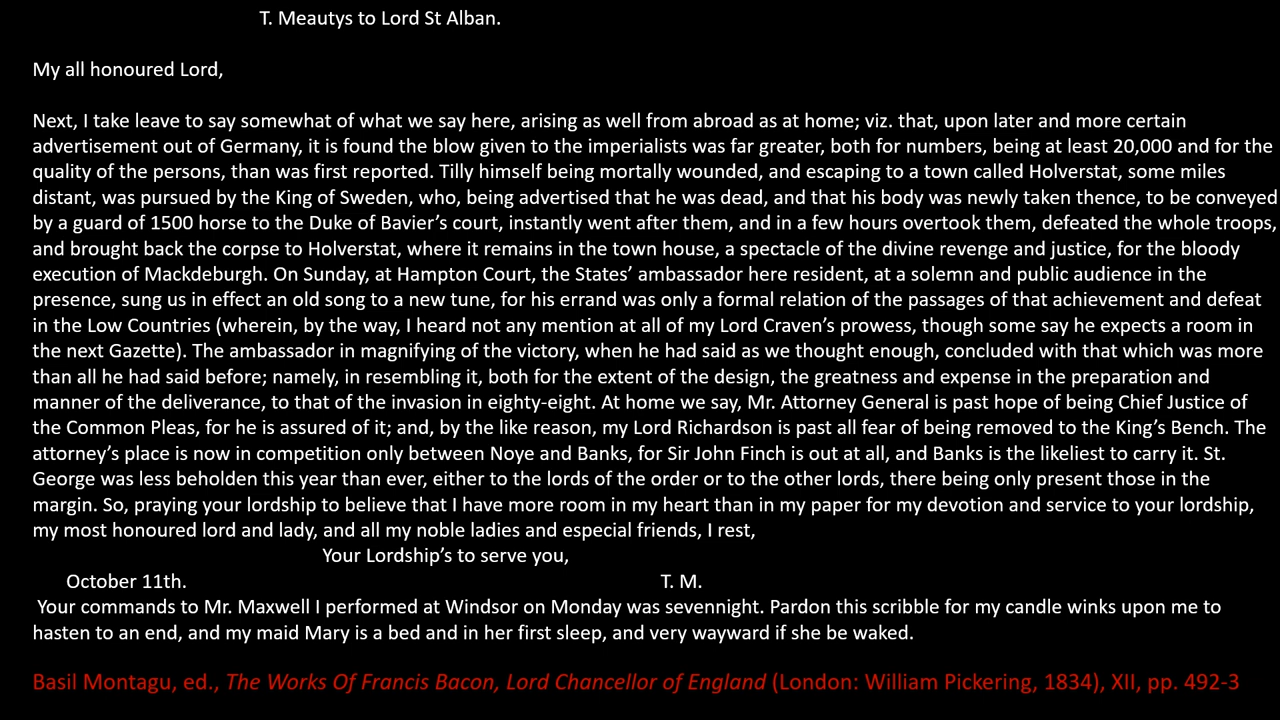 T. Meautys to Lord St Alban.
My all honoured Lord,
Next, I take leave to say somewhat of what we say here, arising as well from abroad as at home; viz. that, upon later and more certain
advertisement out of Germany, it is found the blow given to the imperialists was far greater, both for numbers, being at least 20,000 and for the
quality of the persons, than was first reported. Tilly himself being mortally wounded, and escaping to a town called Holverstat, some miles
distant, was pursued by the King of Sweden, who, being advertised that he was dead, and that his body was newly taken thence, to be conveyed
by a guard of 1500 horse to the Duke of Bavier’s court, instantly went after them, and in a few hours overtook them, defeated the whole troops,
and brought back the corpse to Holverstat, where it remains in the town house, a spectacle of the divine revenge and justice, for the bloody
execution of Mackdeburgh. On Sunday, at Hampton Court, the States’ ambassador here resident, at a solemn and public audience in the
presence, sung us in effect an old song to a new tune, for his errand was only a formal relation of the passages of that achievement and defeat
in the Low Countries (wherein, by the way, I heard not any mention at all of my Lord Craven’s prowess, though some say he expects a room in
the next Gazette). The ambassador in magnifying of the victory, when he had said as we thought enough, concluded with that which was more
than all he had said before; namely, in resembling it, both for the extent of the design, the greatness and expense in the preparation and
manner of the deliverance, to that of the invasion in eighty-eight. At home we say, Mr. Attorney General is past hope of being Chief Justice of
the Common Pleas, for he is assured of it; and, by the like reason, my Lord Richardson is past all fear of being removed to the King’s Bench. The
attorney’s place is now in competition only between Noye and Banks, for Sir John Finch is out at all, and Banks is the likeliest to carry it. St.
George was less beholden this year than ever, either to the lords of the order or to the other lords, there being only present those in the
margin. So, praying your lordship to believe that I have more room in my heart than in my paper for my devotion and service to your lordship,
my most honoured lord and lady, and all my noble ladies and especial friends, I rest,
Your Lordship’s to serve you,
October 11th. T. M.
Your commands to Mr. Maxwell I performed at Windsor on Monday was sevennight. Pardon this scribble for my candle winks upon me to
hasten to an end, and my maid Mary is a bed and in her first sleep, and very wayward if she be waked.
Basil Montagu, ed., The Works Of Francis Bacon, Lord Chancellor of England (London: William Pickering, 1834), XII, pp. 492-3